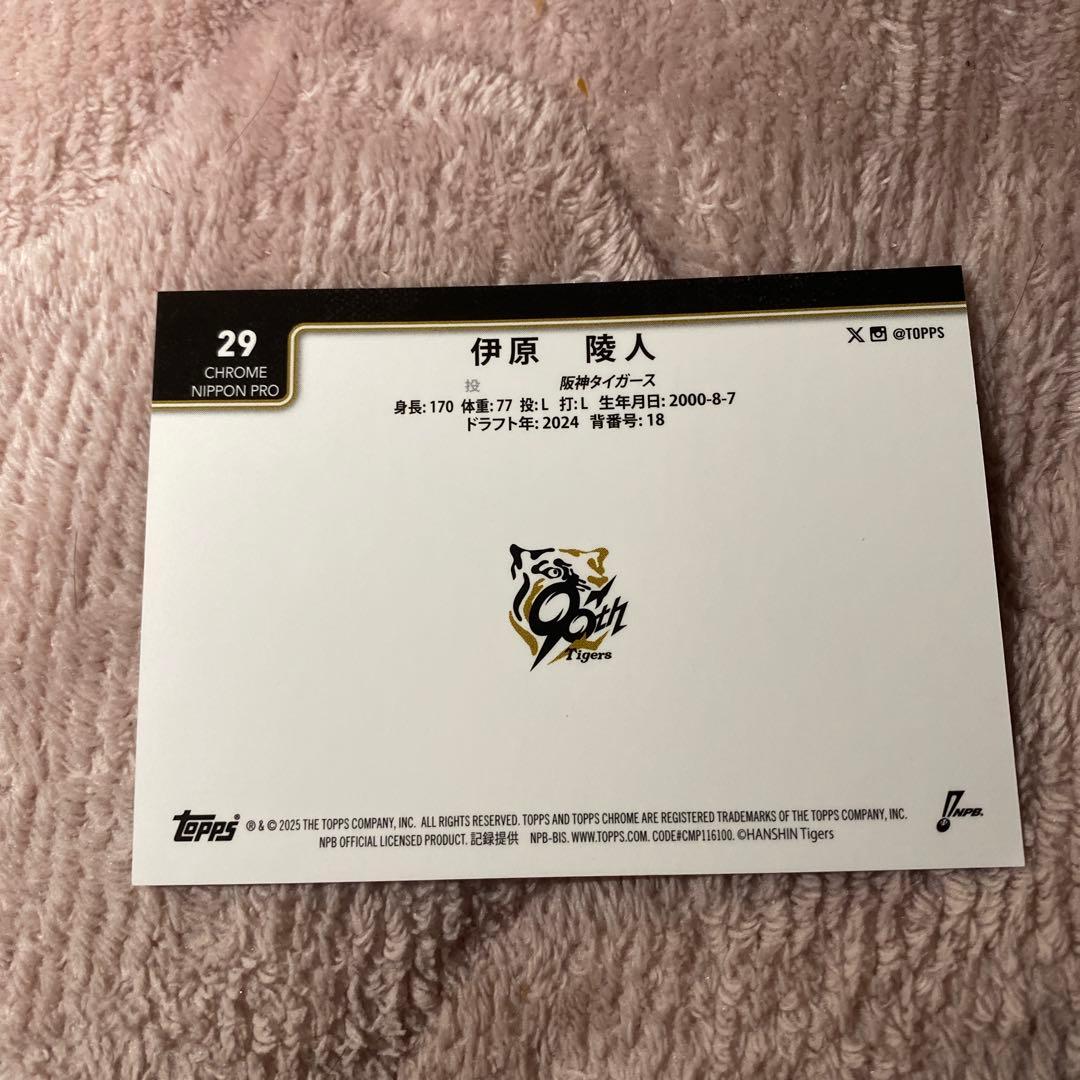 29
CHROME
NIPPON PRO
伊原 陵人
@TOPPS
投 阪神タイガース
身長: 170 体重: 77 投: L 打: L 生年月日: 2000-8-7
ドラフト年: 2024 背番号: 18
90th
Tigers
Topps® ® & © 2025 THE TOPPS COMPANY, INC. ALL RIGHTS RESERVED. TOPPS AND TOPPS CHROME ARE REGISTERED TRADEMARKS OF THE TOPPS COMPANY, INC.
NPB OFFICIAL LICENSED PRODUCT. 記録提供 NPB-BIS. WWW.TOPPS.COM. CODE#CMP116100. ©HANSHIN Tigers
NPB.